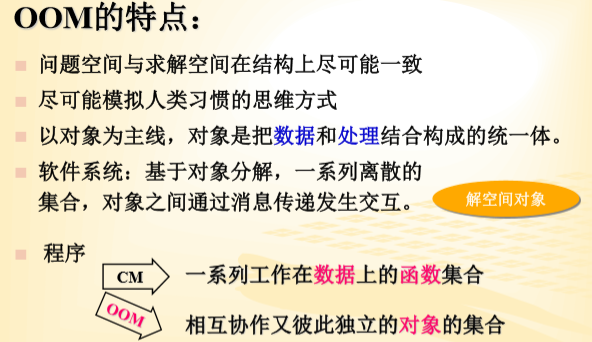 OOM的特点：
问题空间与求解空间在结构上尽可能一致
尽可能模拟人类习惯的思维方式
以对象为主线，对象是把数据和处理结合构成的统一体。
软件系统：基于对象分解，一系列离散的
集合，对象之间通过消息传递发生交互。
解空间对象
程序
CM
一系列工作在数据上的函数集合
OOM
相互协作又彼此独立的对象的集合